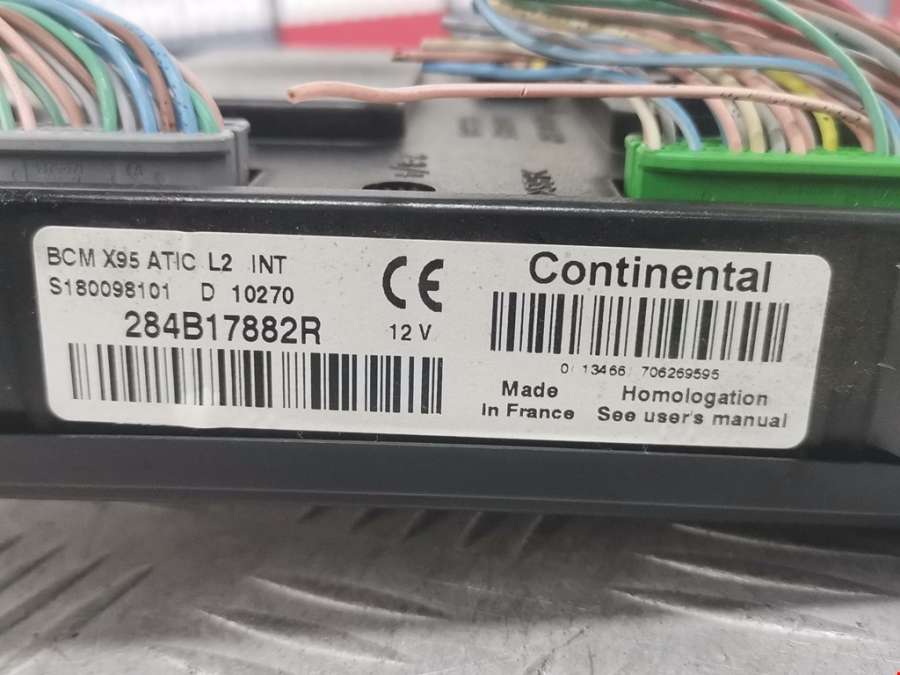 BCM X95 ATIC L2 INT
S180098101 D 10270
284B17882R
12 V
Continental
0/ 13466/ 706269595
Made
In France
Homologation
See user's manual